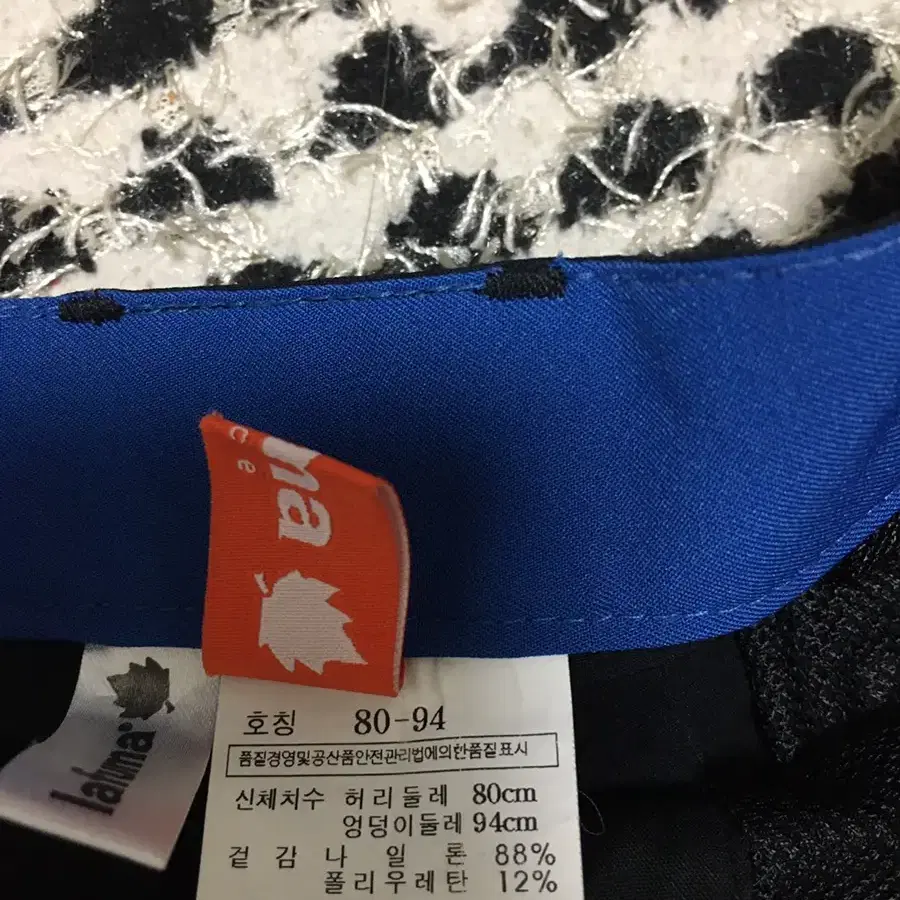 na
ce
lafuma
호칭 80-94
품질경영및공산품안전관리법에의한품질표시
신체치수 허리둘레 80cm
엉덩이둘레 94cm
겉감 나일론 88%
폴리우레탄 12%